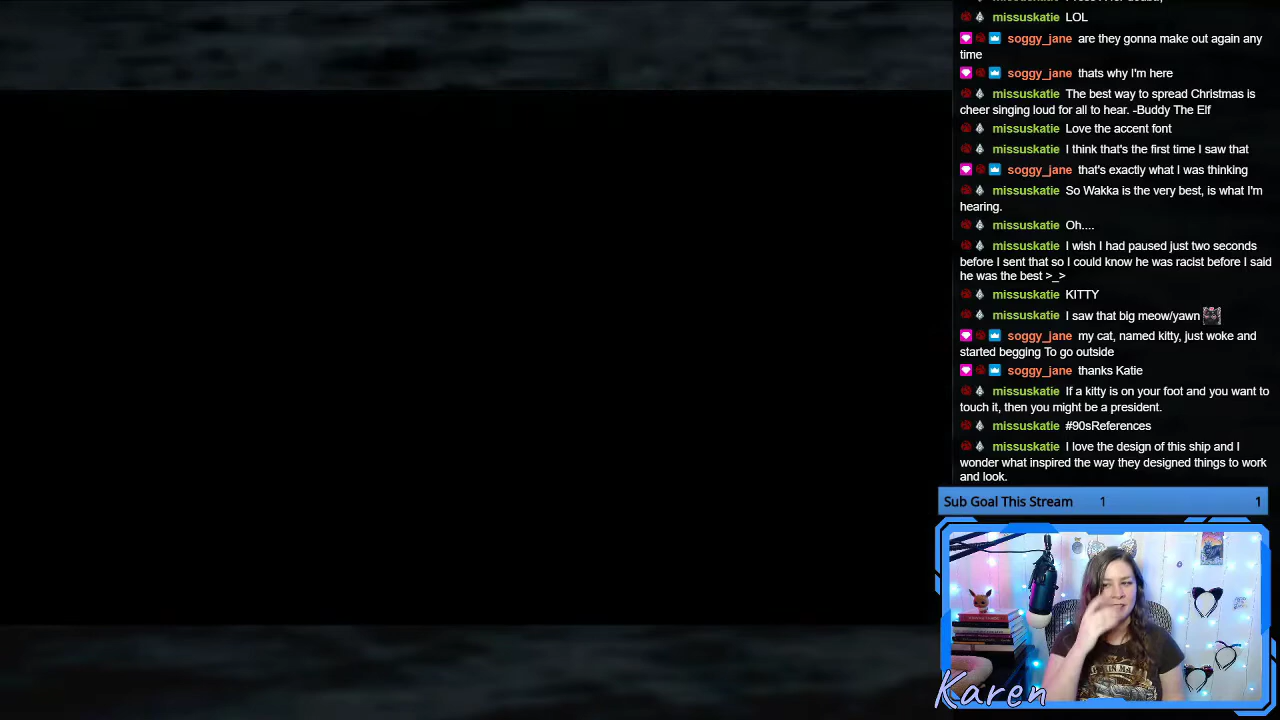 missuskatie LOL
soggy_jane are they gonna make out again any
time
soggy_jane thats why I'm here
missuskatie The best way to spread Christmas is
cheer singing loud for all to hear. -Buddy The Elf
missuskatie Love the accent font
missuskatie I think that's the first time I saw that
soggy_jane that's exactly what I was thinking
missuskatie So Wakka is the very best, is what I'm
hearing.
missuskatie Oh....
missuskatie I wish I had paused just two seconds
before I sent that so I could know he was racist before I said
he was the best >_>
missuskatie KITTY
missuskatie I saw that big meow/yawn
soggy_jane my cat, named kitty, just woke and
started begging To go outside
soggy_jane thanks Katie
missuskatie If a kitty is on your foot and you want to
touch it, then you might be a president.
missuskatie #90sReferences
missuskatie I love the design of this ship and I
wonder what inspired the way they designed things to work
and look.
Sub Goal This Stream 1 1
Karen